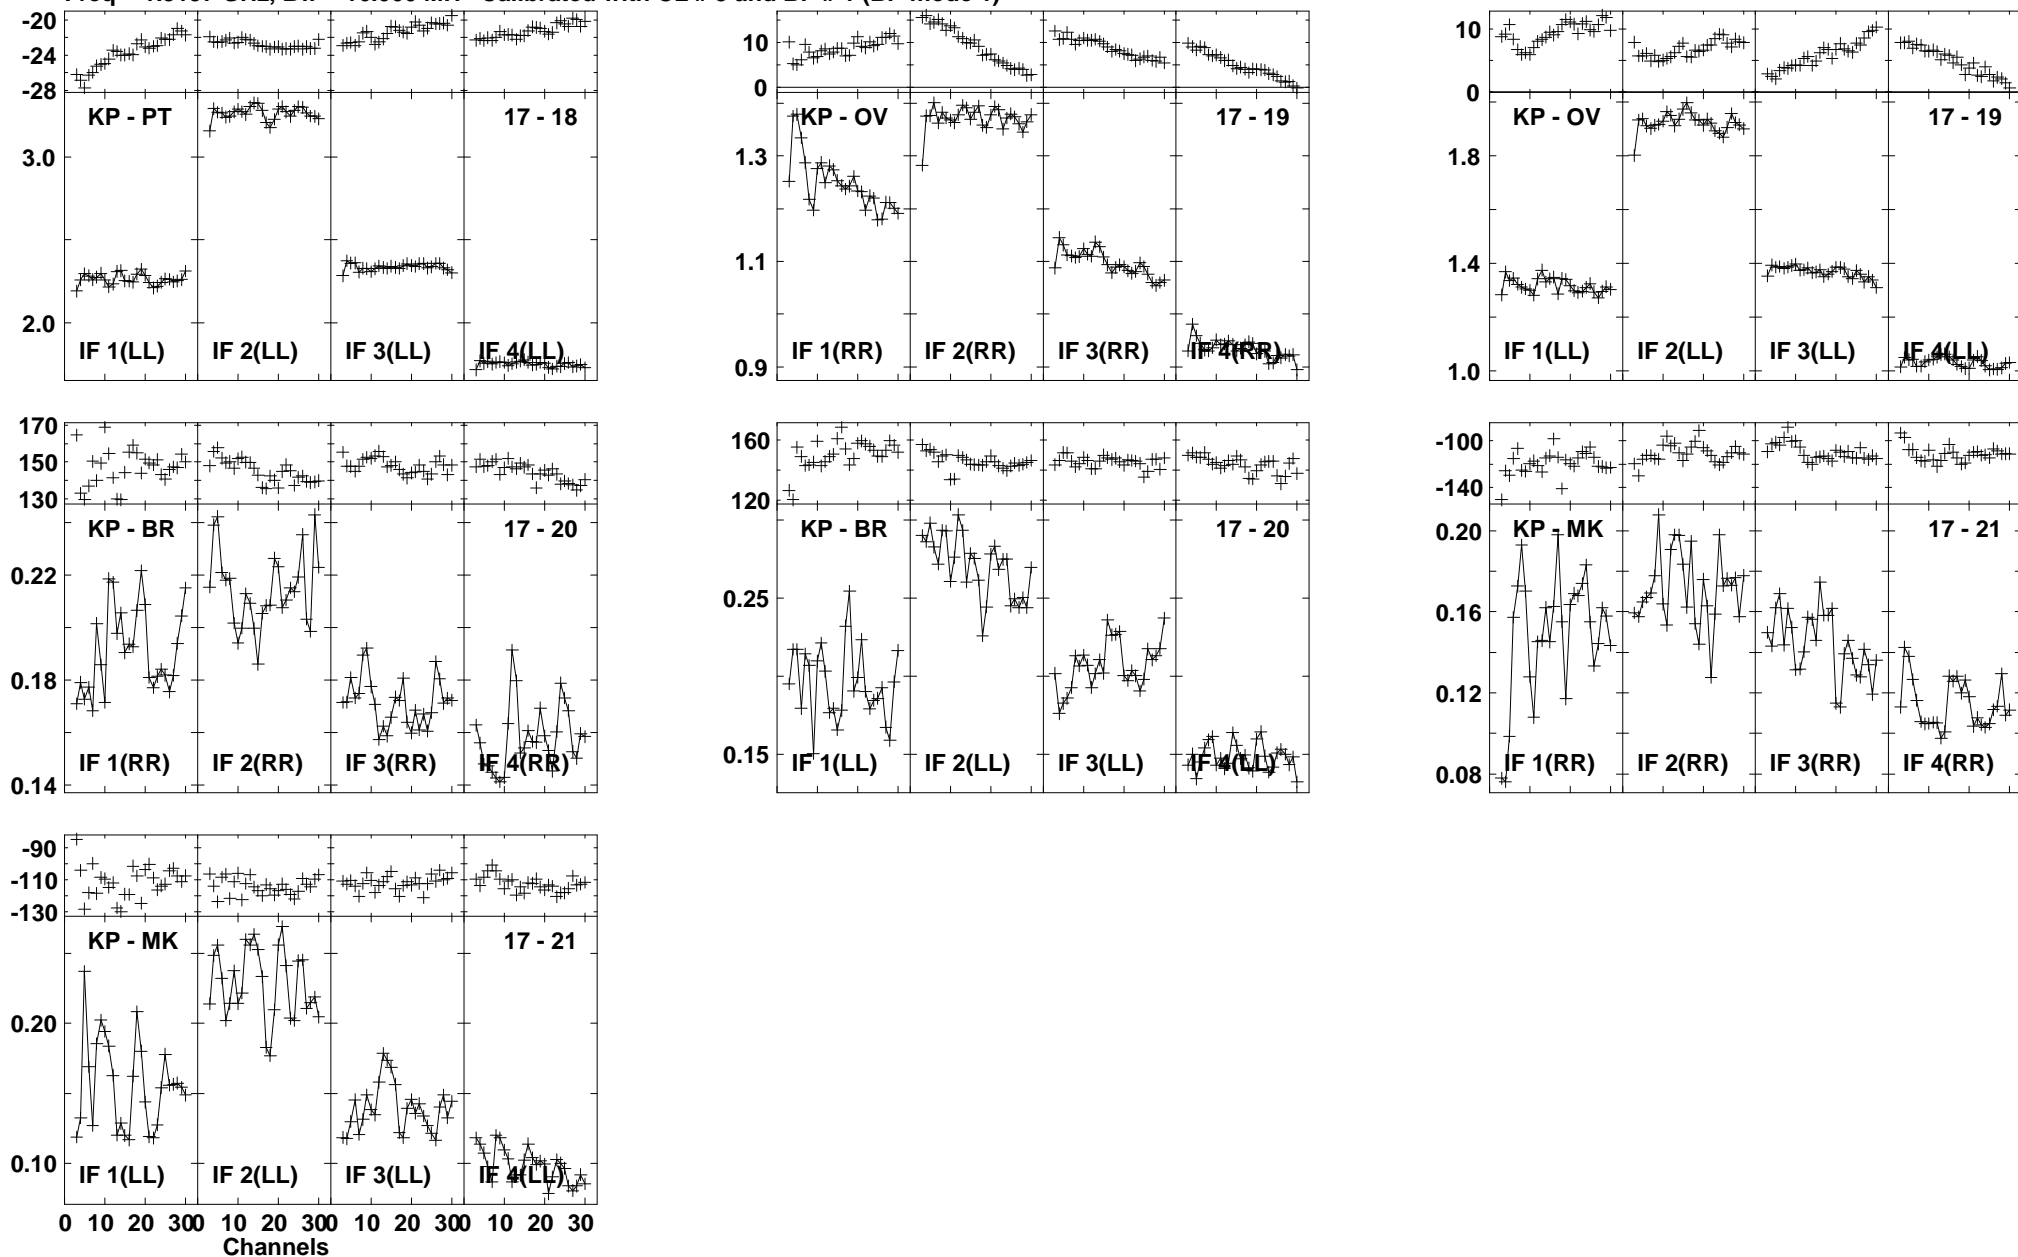 -20
-24
-28
KP - PT
17 - 18
3.0
2.0
IF 1(LL)
IF 2(LL)
IF 3(LL)
IF 4(LL)
10
0
KP - OV
17 - 19
1.3
1.1
0.9
IF 1(RR)
IF 2(RR)
IF 3(RR)
IF 4(RR)
10
0
KP - OV
17 - 19
1.8
1.4
1.0
IF 1(LL)
IF 2(LL)
IF 3(LL)
IF 4(LL)
170
150
130
KP - BR
17 - 20
0.22
0.18
0.14
IF 1(RR)
IF 2(RR)
IF 3(RR)
IF 4(RR)
160
140
120
KP - BR
17 - 20
0.25
0.15
IF 1(LL)
IF 2(LL)
IF 3(LL)
IF 4(LL)
-100
-140
KP - MK
17 - 21
0.20
0.16
0.12
0.08
IF 1(RR)
IF 2(RR)
IF 3(RR)
IF 4(RR)
-90
-110
-130
KP - MK
17 - 21
0.20
0.10
IF 1(LL)
IF 2(LL)
IF 3(LL)
IF 4(LL)
0 10 20 30 0 10 20 30 0 10 20 30 0 10 20 30
Channels